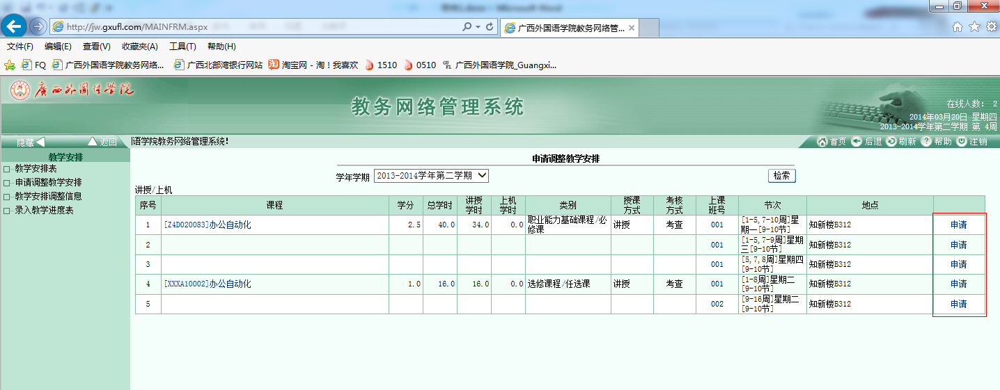 http://jw.gxufl.com/MAINFRM.aspx
广西外国语学院教务网络管...
文件(F) 编辑(E) 查看(V) 收藏夹(A) 工具(T) 帮助(H)
FQ 广西外国语学院教务网络... 广西北部湾银行网站 淘宝网 - 淘！我喜欢 1510 0510 广西外国语学院_Guangxi...
廣西外國语学院
教务网络管理系统
在线人数： 2
2014年03月20日 星期四
2013-2014学年第二学期 第 4周
隐藏 返回 语学院教务网络管理系统! 首页 后退 刷新 帮助 注销
教学安排
教学安排表
申请调整教学安排
教学安排调整信息
录入教学进度表
申请调整教学安排
学年学期 2013-2014学年第二学期 检索
讲授/上机
序号 课程 学分 总学时 讲授学时 上机学时 类别 授课方式 考核方式 上课班号 节次 地点
1 [Z4D020083]办公自动化 2.5 40.0 34.0 0.0 职业能力基础课程/必修课 讲授 考查 001 [1-5,7-10周]星期一[9-10节] 知新楼B312 申请
2 001 [1-5,7-9周]星期三[9-10节] 知新楼B312 申请
3 001 [5,7,8周]星期四[9-10节] 知新楼B312 申请
4 [XXXA10002]办公自动化 1.0 16.0 16.0 0.0 选修课程/任选课 讲授 考查 001 [1-8周]星期二[9-10节] 知新楼B312 申请
5 002 [9-16周]星期二[9-10节] 知新楼B312 申请